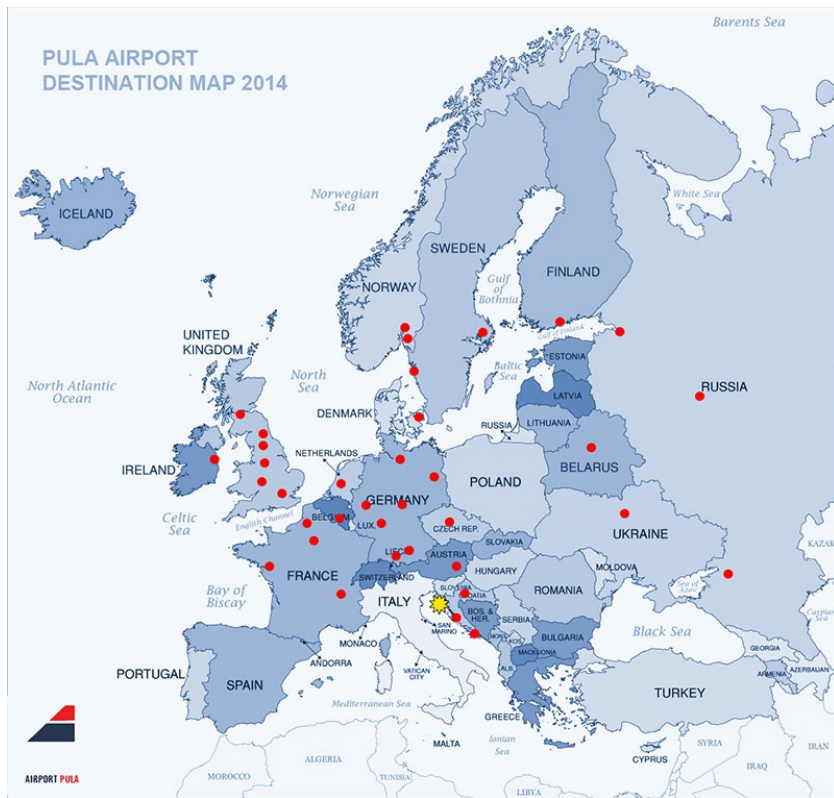 PULA AIRPORT
DESTINATION MAP 2014
Barents Sea
White Sea
Norwegian
Sea
ICELAND
SWEDEN
FINLAND
NORWAY
Gulf
of
Bothnia
Gulf of Finland
UNITED
KINGDOM
ESTONIA
North Atlantic
Ocean
North
Sea
Baltic
Sea
RUSSIA
LATVIA
DENMARK
LITHUANIA
RUSSIA
NETHERLANDS
IRELAND
BELARUS
POLAND
GERMANY
Celtic
Sea
English Channel
BELGIUM
LUX.
CZECH REP.
UKRAINE
SLOVAKIA
KAZAK
LIECH
AUSTRIA
MOLDOVA
SWITZERLAND
HUNGARY
FRANCE
Bay of
Biscay
SLOVENIA
CROATIA
ROMANIA
Sea of
Azov
ITALY
Caspian
Sea
BOS. &
HER.
SERBIA
SAN
MARINO
Black Sea
MON.
KOS.
BULGARIA
MONACO
GEORGIA
ANDORRA
MACEDONIA
PORTUGAL
VATICAN
CITY
ALB.
ARMENIA
AZERBAIJAN
SPAIN
TURKEY
Mediterranean Sea
GREECE
Ionian
Sea
MALTA
CYPRUS
SYRIA
IRAN
IRAQ
AIRPORT PULA
MOROCCO
ALGERIA
TUNISIA
LIBYA